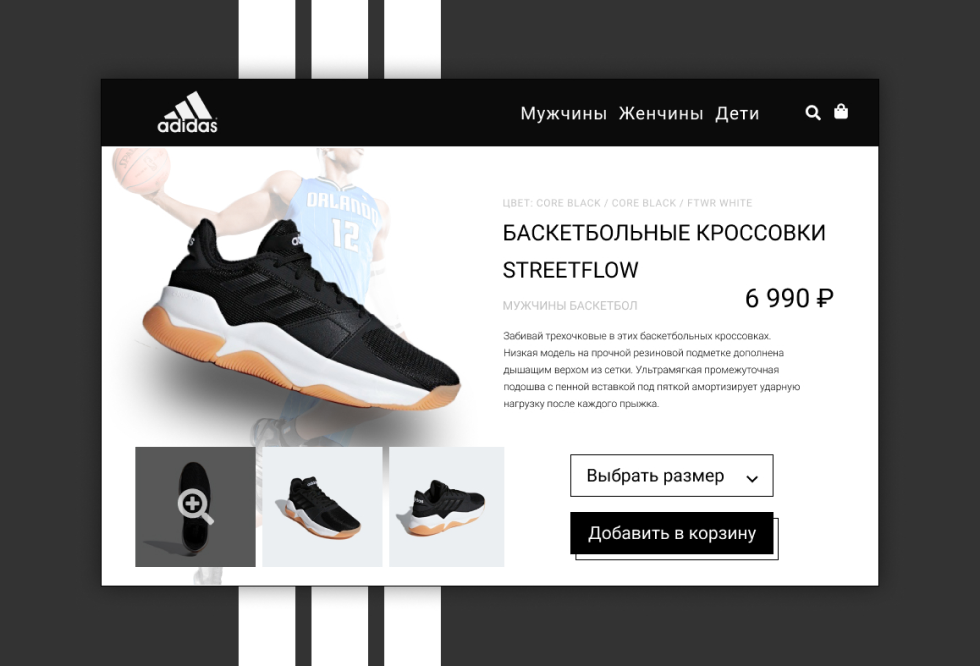 adidas
Мужчины Женчины Дети
ORLANDO
12
ЦВЕТ: CORE BLACK / CORE BLACK / FTWR WHITE
БАСКЕТБОЛЬНЫЕ КРОССОВКИ
STREETFLOW
МУЖЧИНЫ БАСКЕТБОЛ
6 990 ₽
Забивай трехочковые в этих баскетбольных кроссовках.
Низкая модель на прочной резиновой подметке дополнена
дышащим верхом из сетки. Ультрамягкая промежуточная
подошва с пенной вставкой под пяткой амортизирует ударную
нагрузку после каждого прыжка.
Выбрать размер
Добавить в корзину